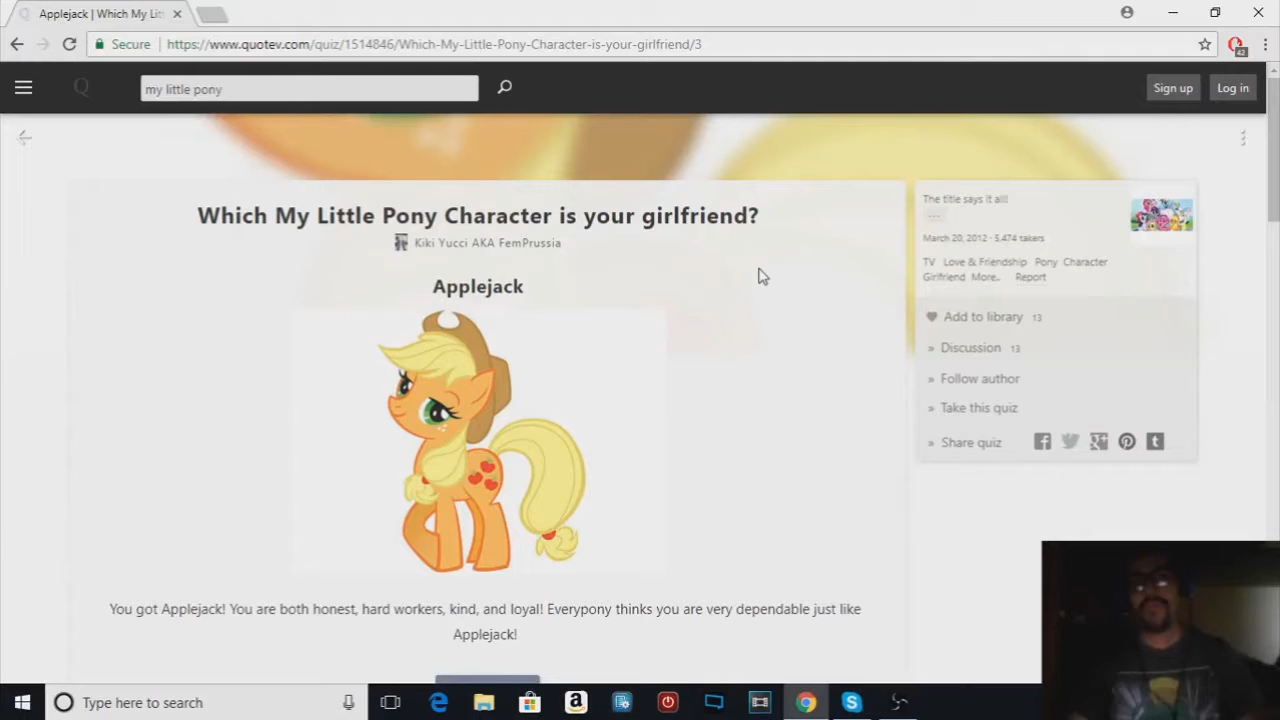 Applejack | Which My Lit
Secure
https://www.quotev.com/quiz/1514846/Which-My-Little-Pony-Character-is-your-girlfriend/3
42
Q
my little pony
Sign up
Log in
Which My Little Pony Character is your girlfriend?
Kiki Yucci AKA FemPrussia
Applejack
You got Applejack! You are both honest, hard workers, kind, and loyal! Everypony thinks you are very dependable just like
Applejack!
The title says it all!
...
March 20, 2012 · 5,474 takers
TV Love & Friendship Pony Character
Girlfriend More.. Report
Add to library 13
» Discussion 13
» Follow author
» Take this quiz
» Share quiz
Type here to search